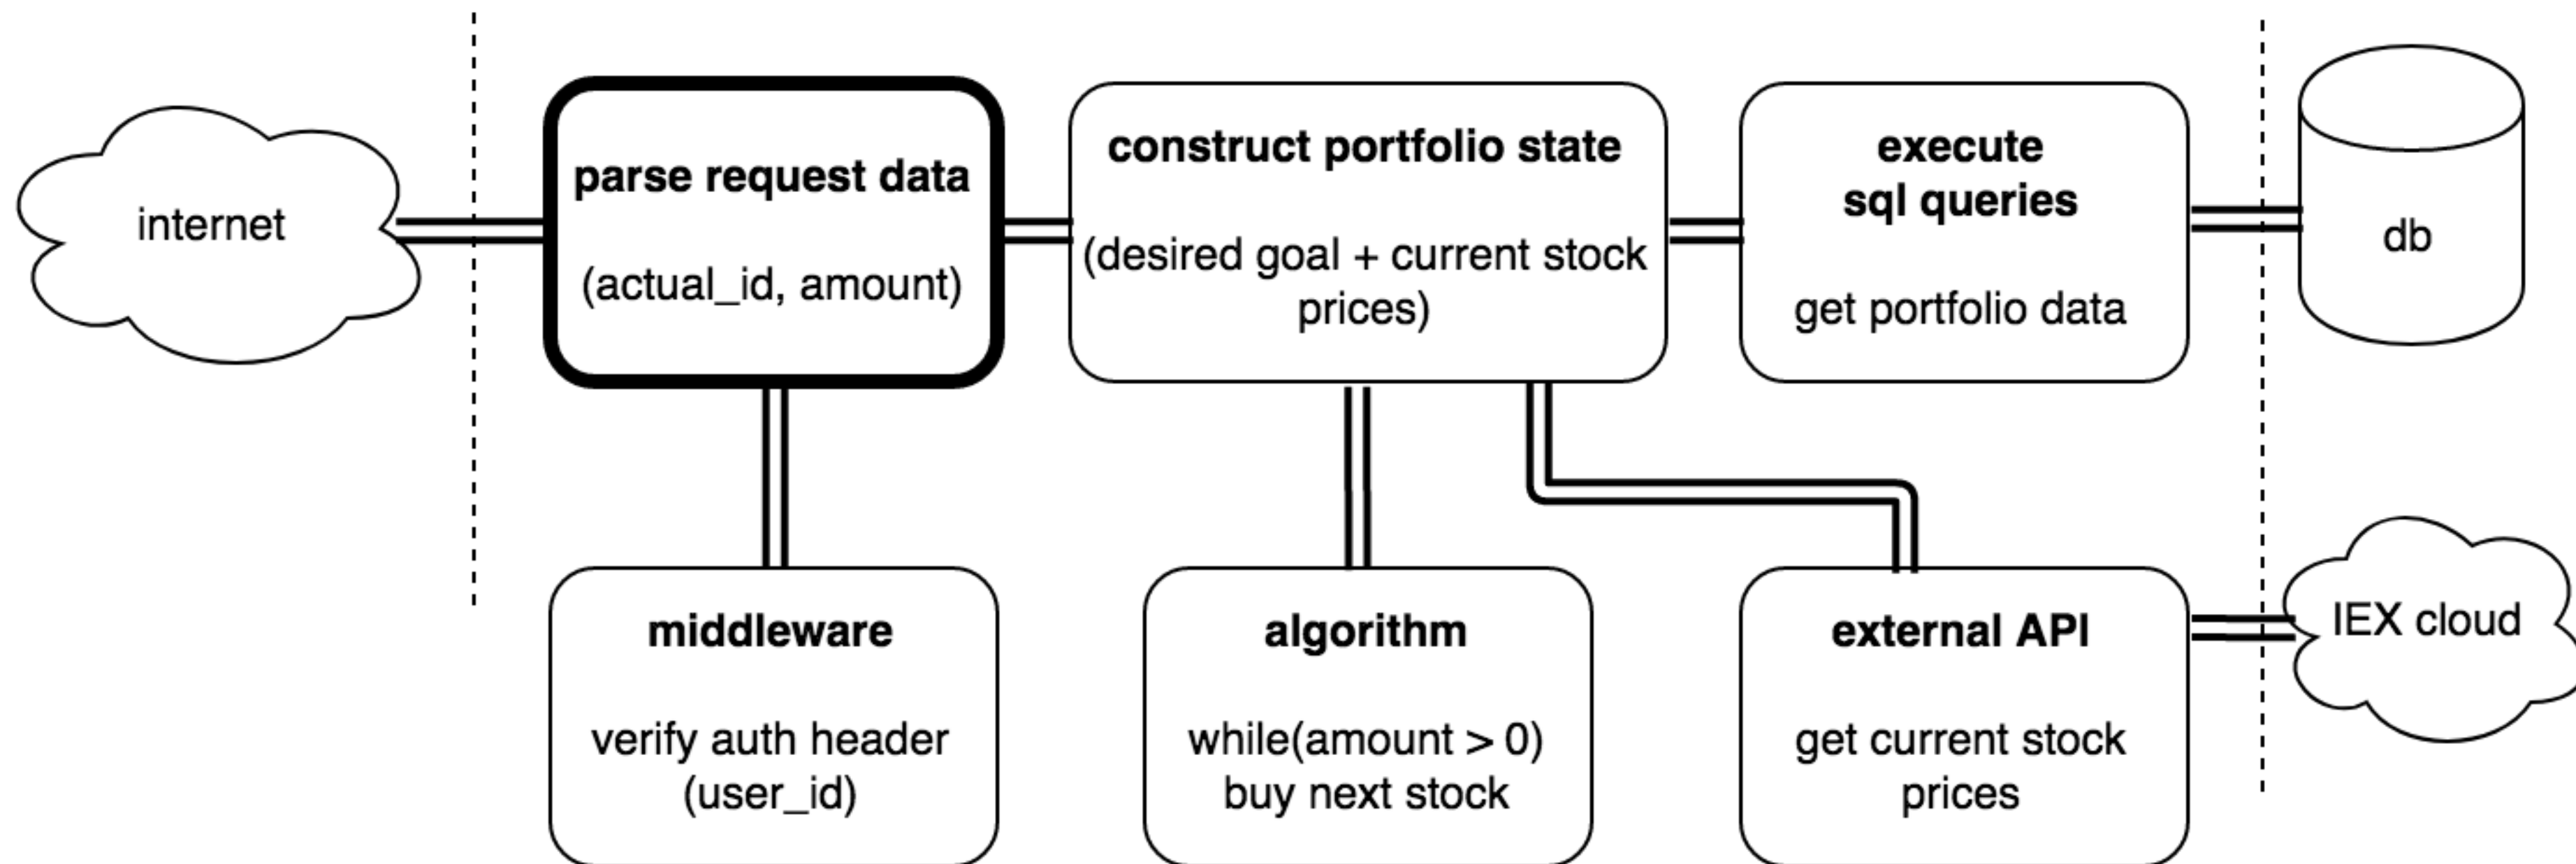 internet
parse request data
(actual_id, amount)
construct portfolio state
(desired goal + current stock
prices)
execute
sql queries
get portfolio data
db
middleware
verify auth header
(user_id)
algorithm
while(amount > 0)
buy next stock
external API
get current stock
prices
IEX cloud